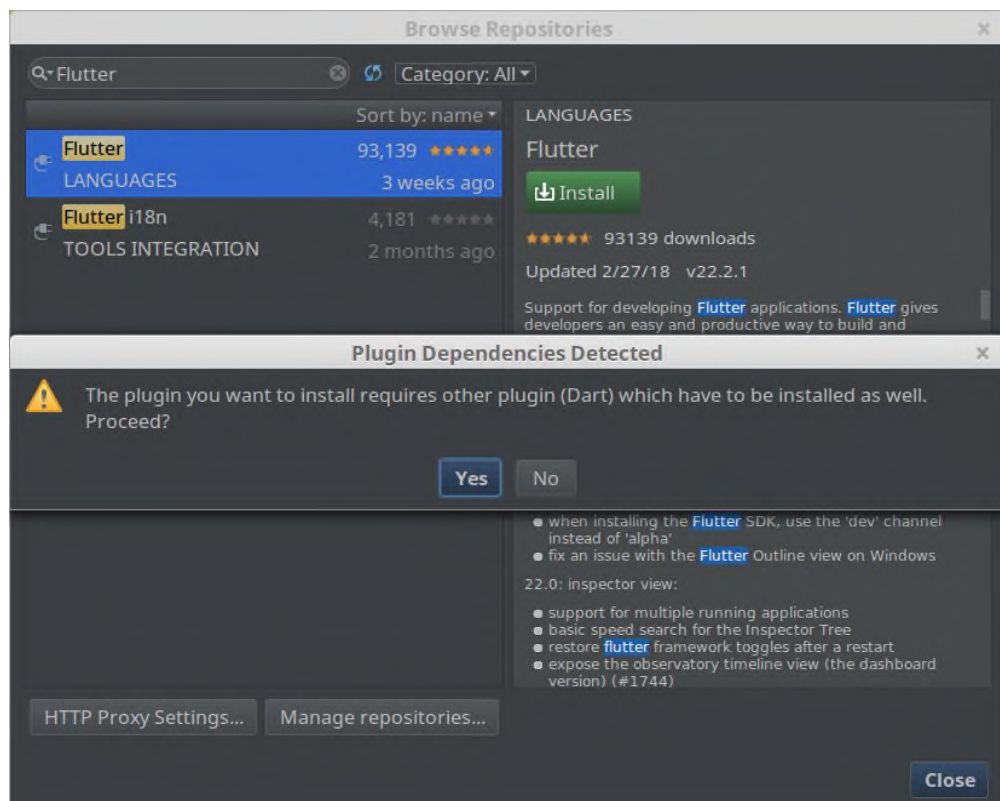 Browse Repositories
Flutter
Category: All
Sort by: name
Flutter 93,139
LANGUAGES 3 weeks ago
Flutter i18n 4,181
TOOLS INTEGRATION 2 months ago
LANGUAGES
Flutter
Install
93139 downloads
Updated 2/27/18 v22.2.1
Support for developing Flutter applications. Flutter gives
developers an easy and productive way to build and
Plugin Dependencies Detected
The plugin you want to install requires other plugin (Dart) which have to be installed as well.
Proceed?
Yes No
when installing the Flutter SDK, use the 'dev' channel
instead of 'alpha'
fix an issue with the Flutter Outline view on Windows
22.0: inspector view:
support for multiple running applications
basic speed search for the Inspector Tree
restore flutter framework toggles after a restart
expose the observatory timeline view (the dashboard
version) (#1744)
HTTP Proxy Settings... Manage repositories...
Close